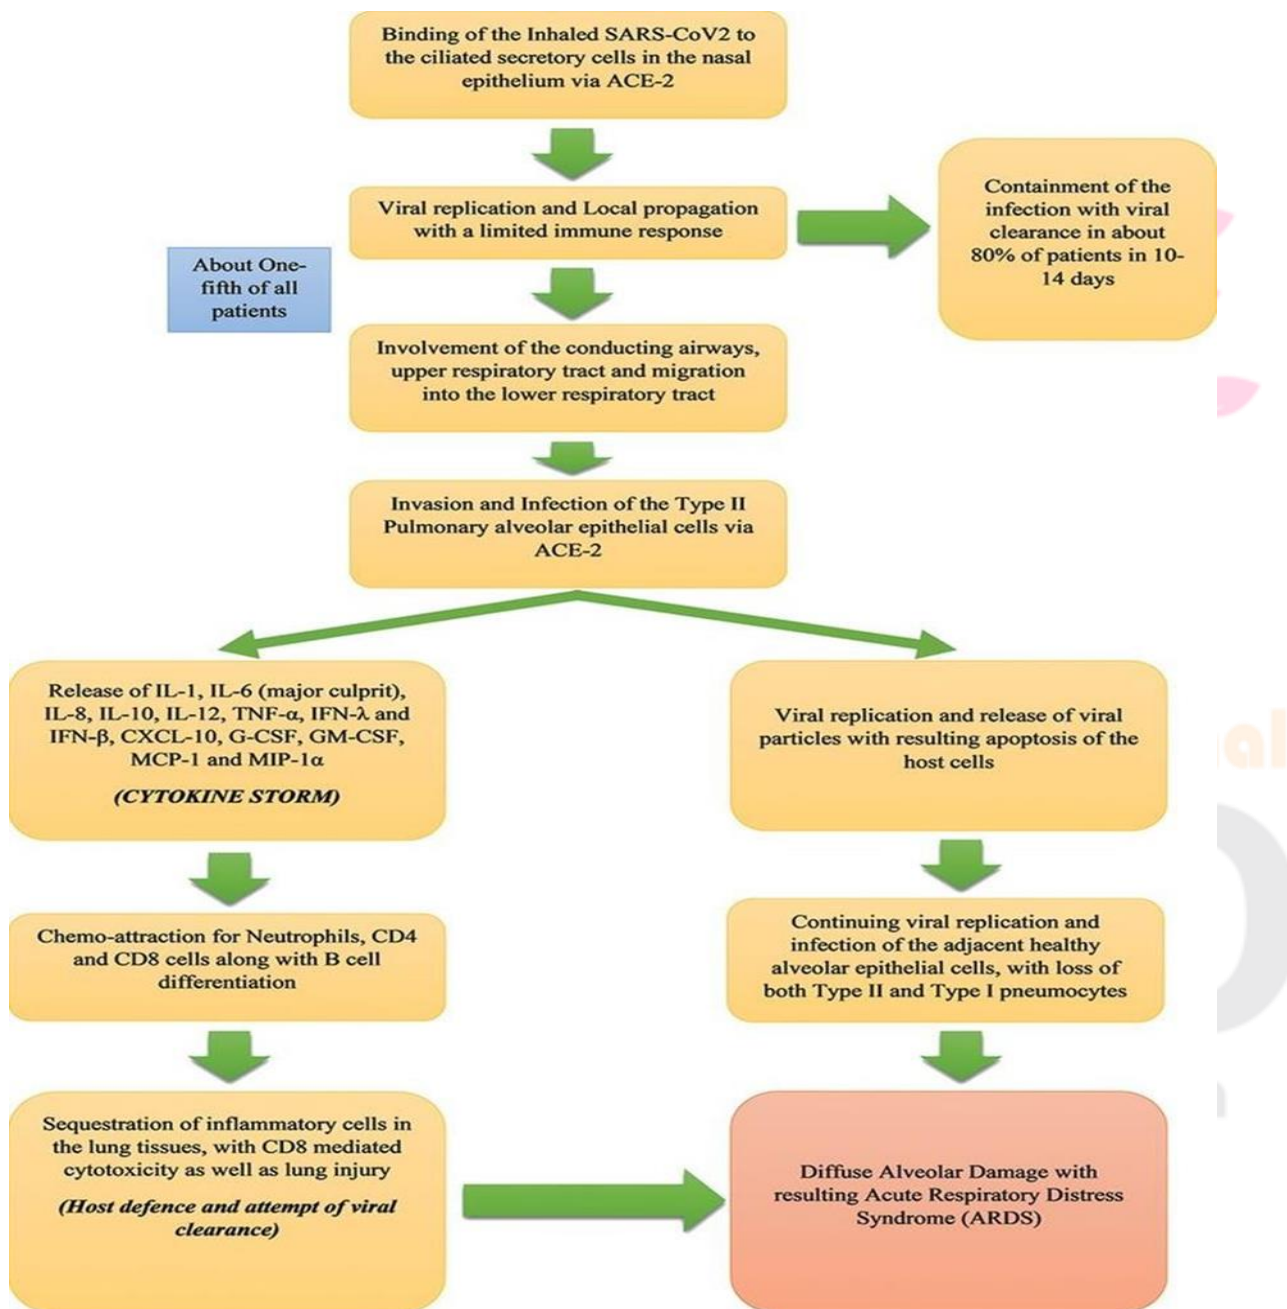 Binding of the Inhaled SARS-CoV2 to
the ciliated secretory cells in the nasal
epithelium via ACE-2
Viral replication and Local propagation
with a limited immune response
Containment of the
infection with viral
clearance in about
80% of patients in 10-
14 days
About One-
fifth of all
patients
Involvement of the conducting airways,
upper respiratory tract and migration
into the lower respiratory tract
Invasion and Infection of the Type II
Pulmonary alveolar epithelial cells via
ACE-2
Release of IL-1, IL-6 (major culprit),
IL-8, IL-10, IL-12, TNF-α, IFN-λ and
IFN-β, CXCL-10, G-CSF, GM-CSF,
MCP-1 and MIP-1α
(CYTOKINE STORM)
Viral replication and release of viral
particles with resulting apoptosis of the
host cells
Chemo-attraction for Neutrophils, CD4
and CD8 cells along with B cell
differentiation
Continuing viral replication and
infection of the adjacent healthy
alveolar epithelial cells, with loss of
both Type II and Type I pneumocytes
Sequestration of inflammatory cells in
the lung tissues, with CD8 mediated
cytotoxicity as well as lung injury
(Host defence and attempt of viral
clearance)
Diffuse Alveolar Damage with
resulting Acute Respiratory Distress
Syndrome (ARDS)